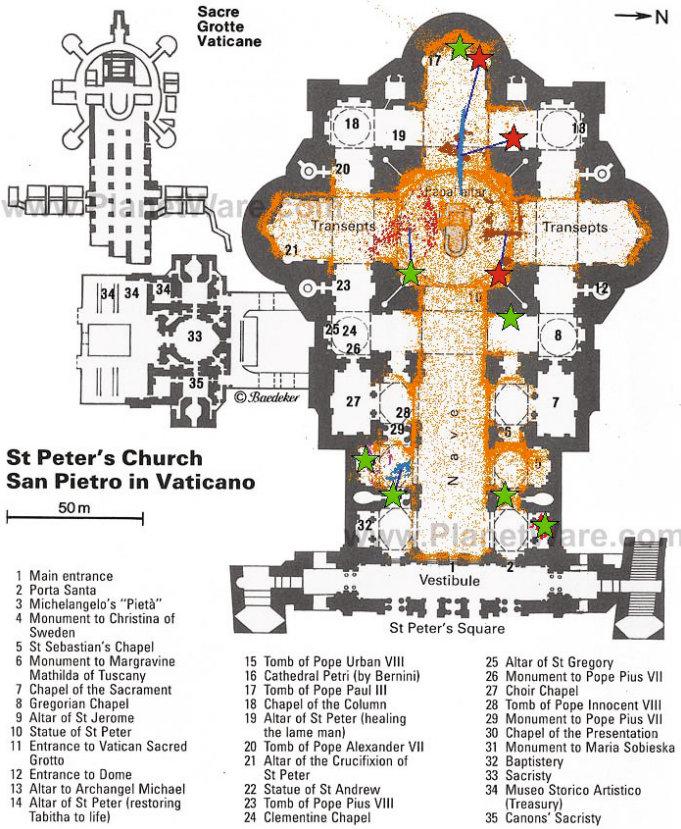 Sacre
Grotte
Vaticane
N
17
18
19
13
20
www.PlanetWare.com
Papal altar
Transepts
Transepts
21
23
12
10
34
34
34
33
35
25
24
26
8
© Baedeker
27
28
29
7
6
Nave
St Peter's Church
San Pietro in Vaticano
50 m
32
www.PlanetWare.com
1
2
Vestibule
St Peter's Square
1 Main entrance
2 Porta Santa
3 Michelangelo's "Pietà"
4 Monument to Christina of
Sweden
5 St Sebastian's Chapel
6 Monument to Margravine
Mathilda of Tuscany
7 Chapel of the Sacrament
8 Gregorian Chapel
9 Altar of St Jerome
10 Statue of St Peter
11 Entrance to Vatican Sacred
Grotto
12 Entrance to Dome
13 Altar to Archangel Michael
14 Altar of St Peter (restoring
Tabitha to life)
15 Tomb of Pope Urban VIII
16 Cathedral Petri (by Bernini)
17 Tomb of Pope Paul III
18 Chapel of the Column
19 Altar of St Peter (healing
the lame man)
20 Tomb of Pope Alexander VII
21 Altar of the Crucifixion of
St Peter
22 Statue of St Andrew
23 Tomb of Pope Pius VIII
24 Clementine Chapel
25 Altar of St Gregory
26 Monument to Pope Pius VII
27 Choir Chapel
28 Tomb of Pope Innocent VIII
29 Monument to Pope Pius VII
30 Chapel of the Presentation
31 Monument to Maria Sobieska
32 Baptistery
33 Sacristy
34 Museo Storico Artistico
(Treasury)
35 Canons' Sacristy